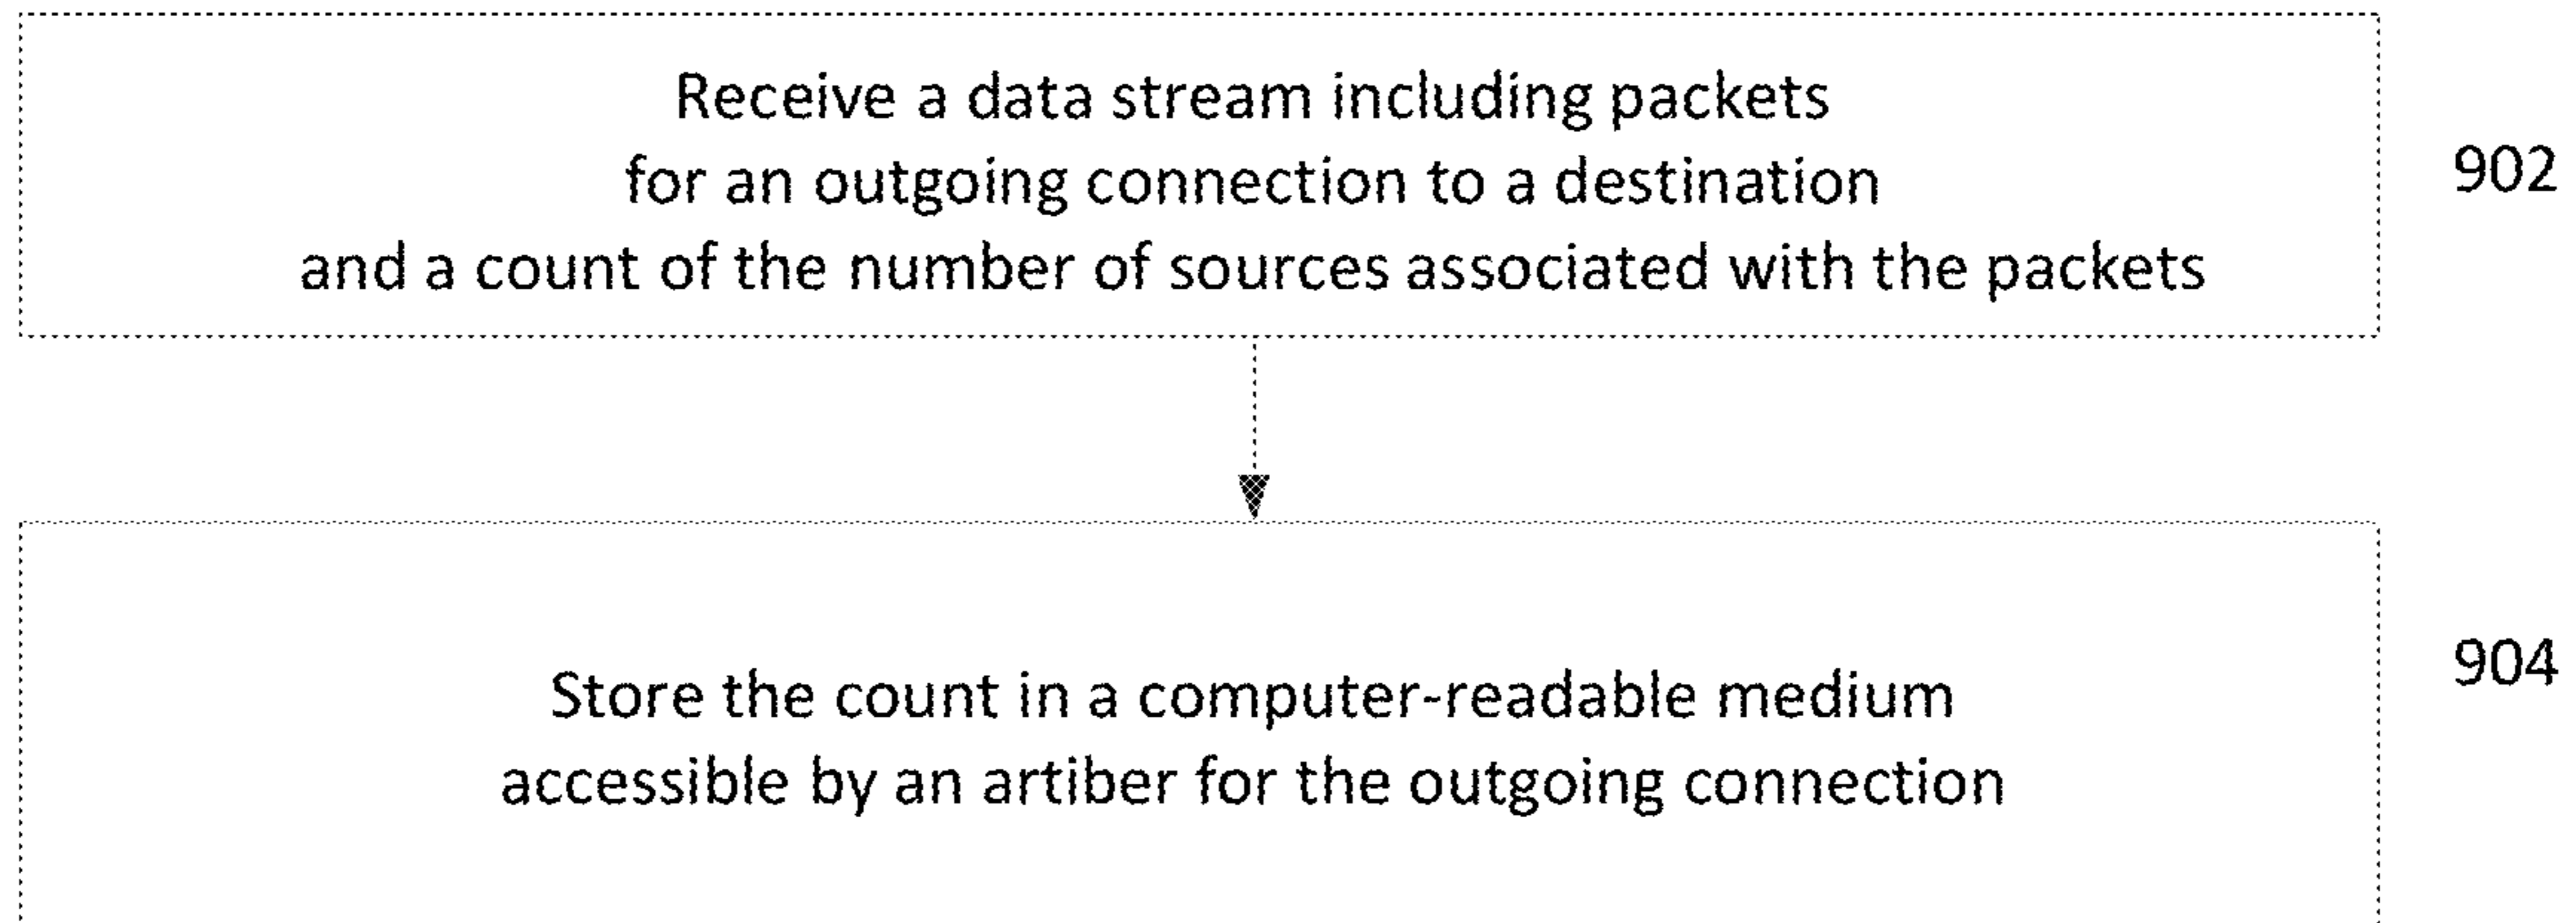 Receive a data stream including packets
for an outgoing connection to a destination
and a count of the number of sources associated with the packets
902
Store the count in a computer-readable medium
accessible by an artiber for the outgoing connection
904